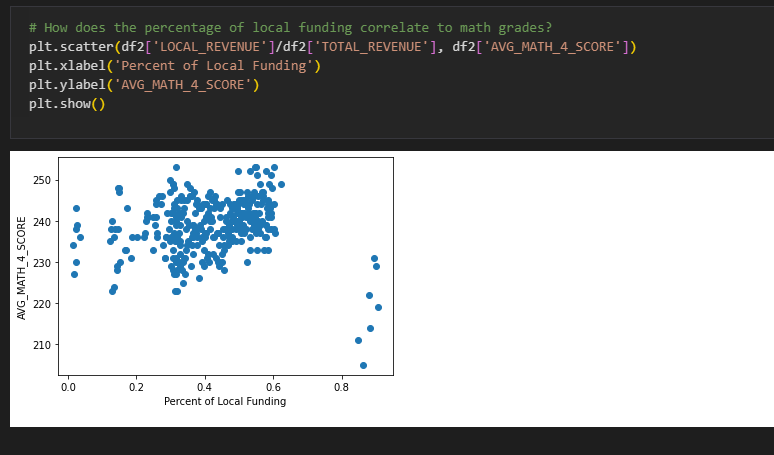 # How does the percentage of local funding correlate to math grades?
plt.scatter(df2['LOCAL_REVENUE']/df2['TOTAL_REVENUE'], df2['AVG_MATH_4_SCORE'])
plt.xlabel('Percent of Local Funding')
plt.ylabel('AVG_MATH_4_SCORE')
plt.show()
250
240
230
220
210
AVG_MATH_4_SCORE
0.0 0.2 0.4 0.6 0.8
Percent of Local Funding